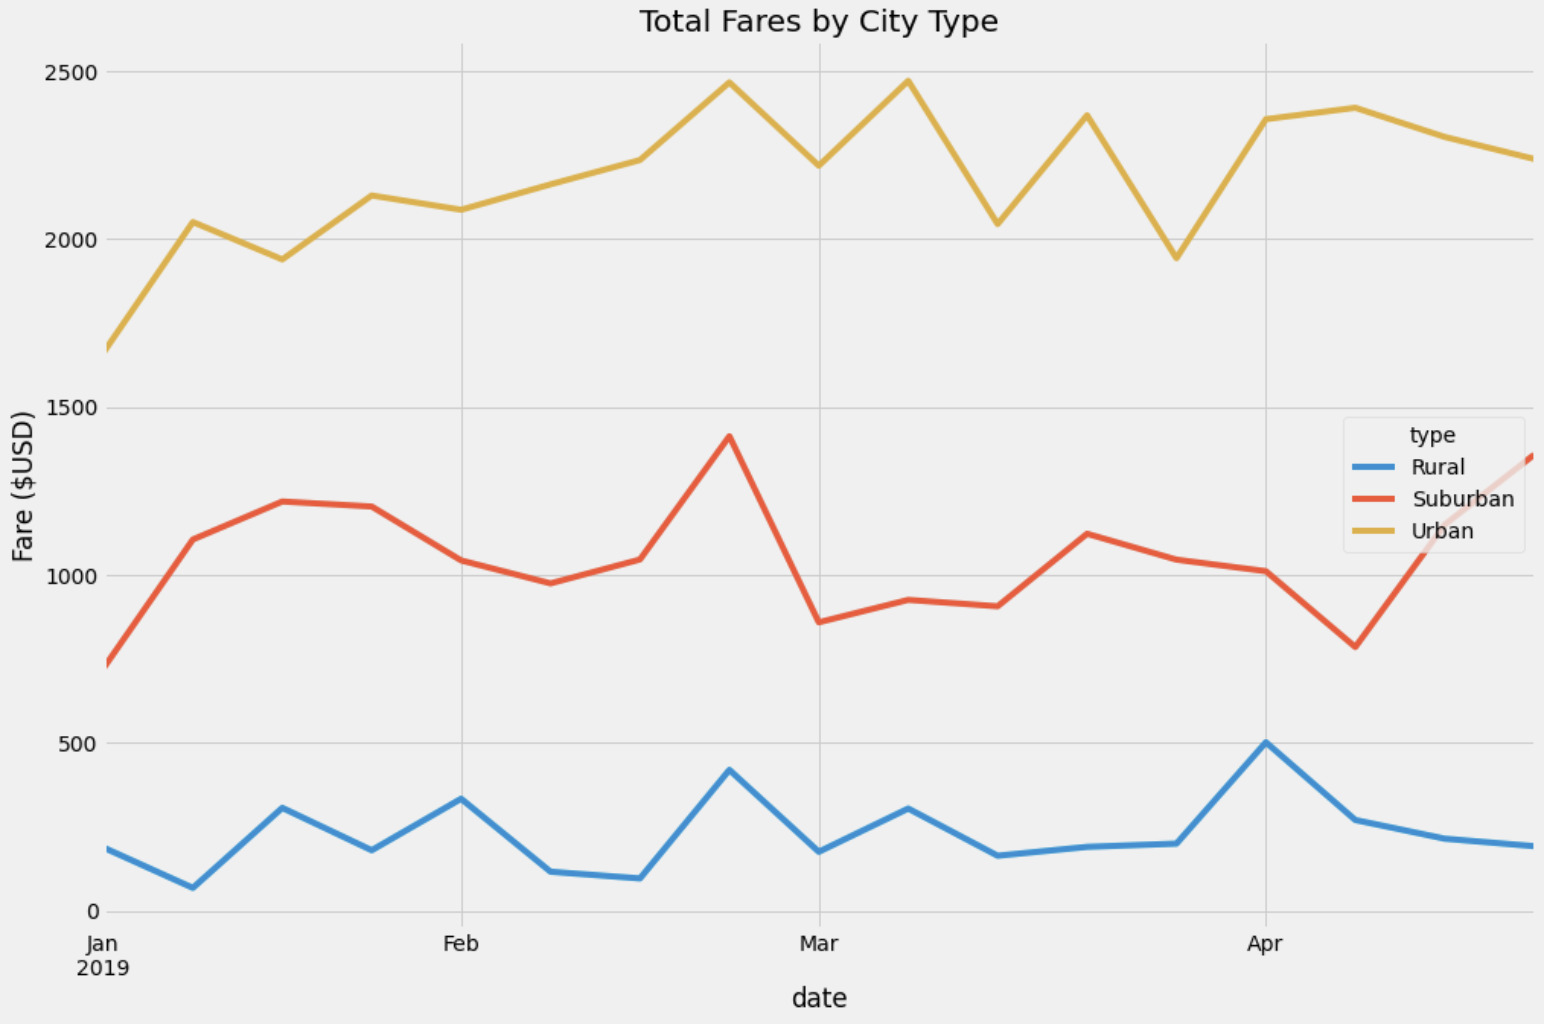 Total Fares by City Type
2500
2000
1500
1000
500
0
Fare ($USD)
type
Rural
Suburban
Urban
Jan Feb Mar Apr
2019
date